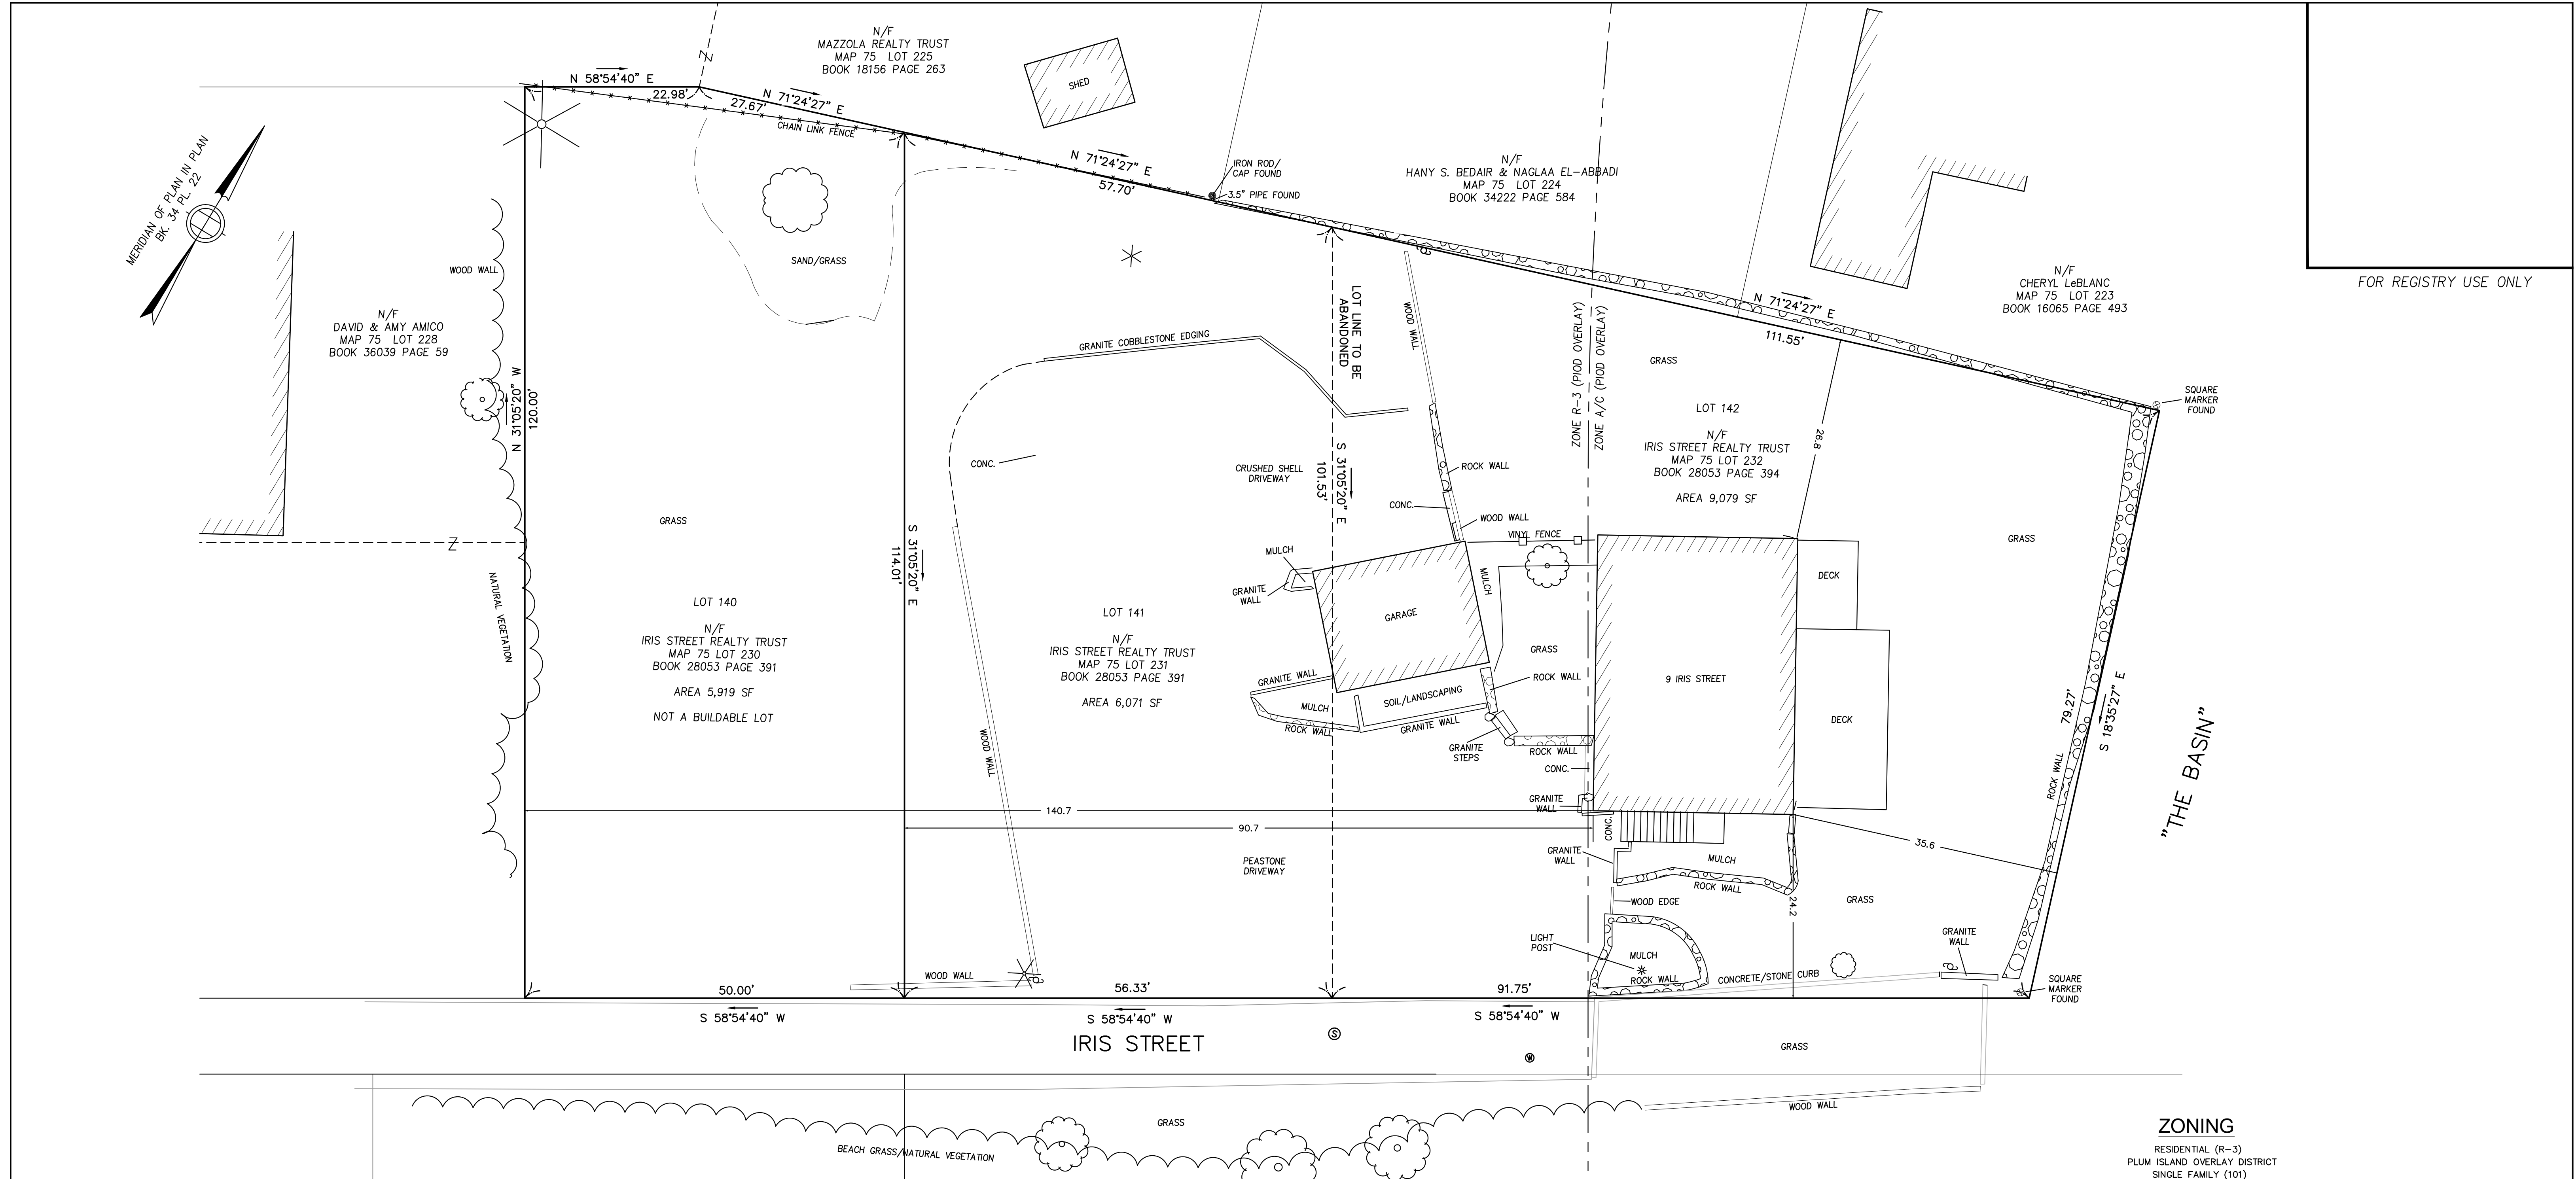 N/F
MAZZOLA REALTY TRUST
MAP 75 LOT 225
BOOK 18156 PAGE 263
SHED
N 58°54'40" E
22.98'
27.67'
N 71°24'27" E
CHAIN LINK FENCE
N 71°24'27" E
57.70'
IRON ROD/
CAP FOUND
3.5" PIPE FOUND
N/F
HANY S. BEDAIR & NAGLAA EL-ABBADI
MAP 75 LOT 224
BOOK 34222 PAGE 584
N/F
CHERYL LeBLANC
MAP 75 LOT 223
BOOK 16065 PAGE 493
FOR REGISTRY USE ONLY
MERIDIAN OF PLAN IN PLAN
BK. 34 PL. 22
WOOD WALL
N/F
DAVID & AMY AMICO
MAP 75 LOT 228
BOOK 36039 PAGE 59
N 31°05'20" W
120.00'
SAND/GRASS
GRANITE COBBLESTONE EDGING
LOT LINE TO BE
ABANDONED
WOOD WALL
ZONE R-3 (PIOD OVERLAY)
ZONE A/C (PIOD OVERLAY)
GRASS
N 71°24'27" E
111.55'
SQUARE
MARKER
FOUND
LOT 142
N/F
IRIS STREET REALTY TRUST
MAP 75 LOT 232
BOOK 28053 PAGE 394
AREA 9,079 SF
26.8
CONC.
CRUSHED SHELL
DRIVEWAY
S 31°05'20" E
101.53'
ROCK WALL
CONC.
WOOD WALL
VINYL FENCE
GRASS
GRASS
S 31°05'20" E
114.01'
MULCH
GRANITE
WALL
MULCH
GARAGE
DECK
NATURAL VEGETATION
LOT 140
N/F
IRIS STREET REALTY TRUST
MAP 75 LOT 230
BOOK 28053 PAGE 391
AREA 5,919 SF
NOT A BUILDABLE LOT
LOT 141
N/F
IRIS STREET REALTY TRUST
MAP 75 LOT 231
BOOK 28053 PAGE 391
AREA 6,071 SF
GRASS
ROCK WALL
9 IRIS STREET
GRANITE WALL
MULCH
SOIL/LANDSCAPING
ROCK WALL
GRANITE WALL
DECK
79.27'
S 18°35'27" E
"THE BASIN"
WOOD WALL
GRANITE
STEPS
ROCK WALL
CONC.
ROCK WALL
GRANITE
WALL
140.7
90.7
CONC.
35.6
PEASTONE
DRIVEWAY
GRANITE
WALL
MULCH
ROCK WALL
WOOD EDGE
24.2
GRASS
LIGHT
POST
MULCH
ROCK WALL
CONCRETE/STONE CURB
GRANITE
WALL
WOOD WALL
SQUARE
MARKER
FOUND
50.00'
56.33'
91.75'
S 58°54'40" W
S 58°54'40" W
S 58°54'40" W
IRIS STREET
S
W
GRASS
WOOD WALL
GRASS
BEACH GRASS/NATURAL VEGETATION
ZONING
RESIDENTIAL (R-3)
PLUM ISLAND OVERLAY DISTRICT
SINGLE FAMILY (101)